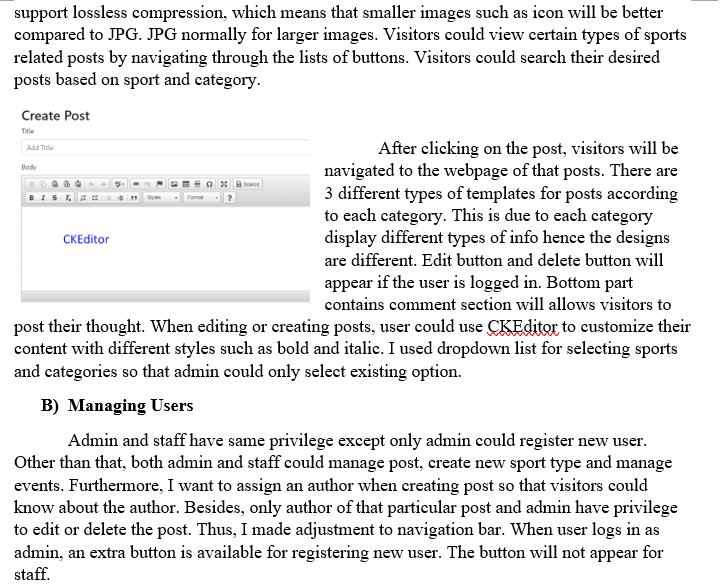 support lossless compression, which means that smaller images such as icon will be better
compared to JPG. JPG normally for larger images. Visitors could view certain types of sports
related posts by navigating through the lists of buttons. Visitors could search their desired
posts based on sport and category.
Create Post
Title
Add Title
Body
Source
B I S
Styles
Format
?
CKEditor
After clicking on the post, visitors will be
navigated to the webpage of that posts. There are
3 different types of templates for posts according
to each category. This is due to each category
display different types of info hence the designs
are different. Edit button and delete button will
appear if the user is logged in. Bottom part
contains comment section will allows visitors to
post their thought. When editing or creating posts, user could use CKEditor to customize their
content with different styles such as bold and italic. I used dropdown list for selecting sports
and categories so that admin could only select existing option.
B) Managing Users
Admin and staff have same privilege except only admin could register new user.
Other than that, both admin and staff could manage post, create new sport type and manage
events. Furthermore, I want to assign an author when creating post so that visitors could
know about the author. Besides, only author of that particular post and admin have privilege
to edit or delete the post. Thus, I made adjustment to navigation bar. When user logs in as
admin, an extra button is available for registering new user. The button will not appear for
staff.